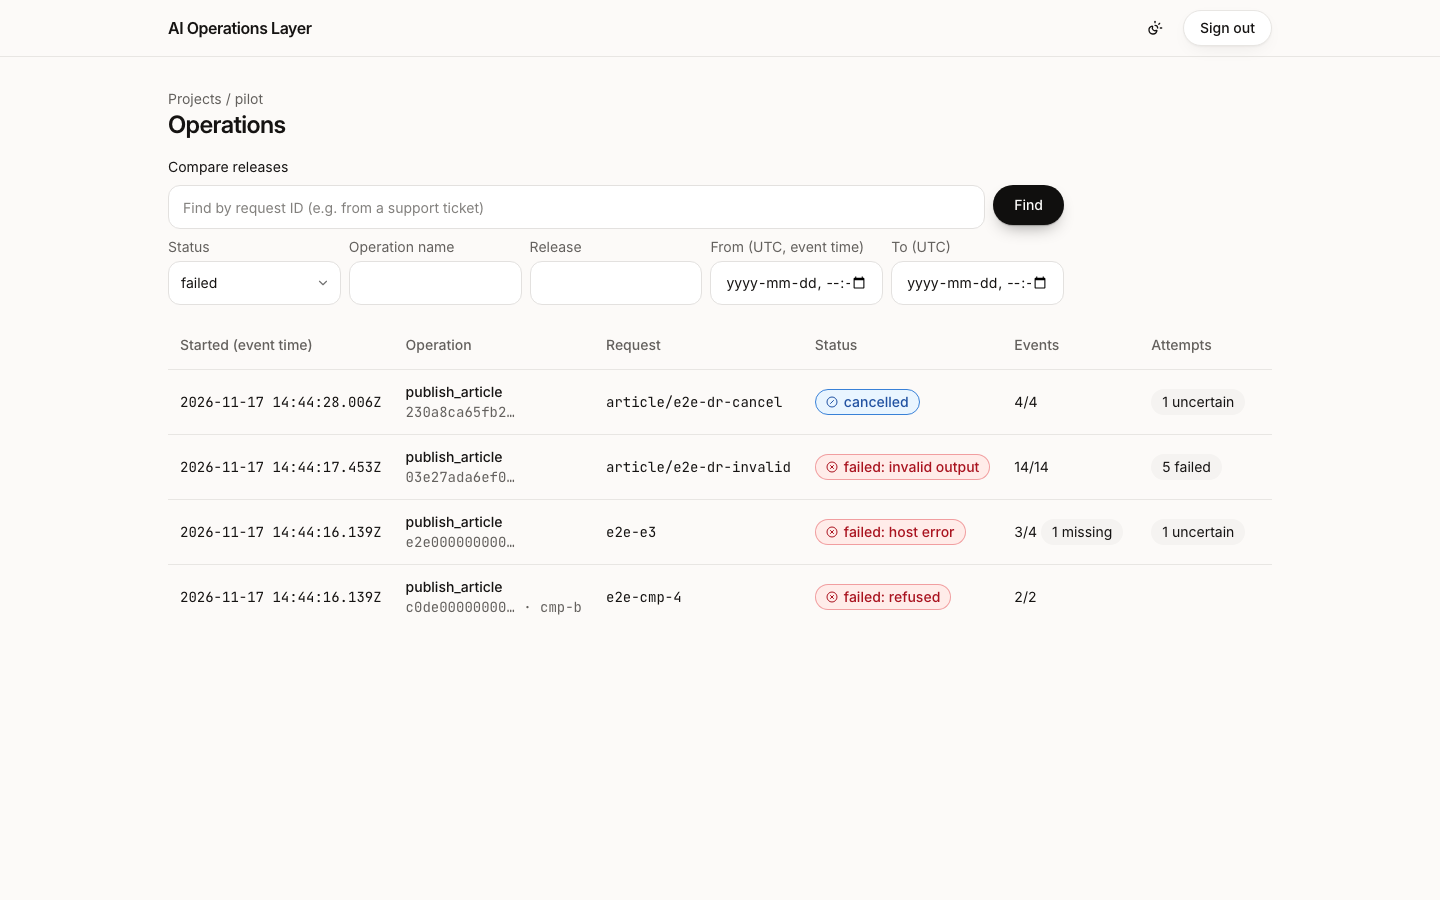 AI Operations Layer
Sign out
Projects / pilot
Operations
Compare releases
Find by request ID (e.g. from a support ticket)
Find
Status
Operation name
Release
From (UTC, event time)
To (UTC)
failed
yyyy-mm-dd, --:-
yyyy-mm-dd, --:-
Started (event time) Operation Request Status Events Attempts
2026-11-17 14:44:28.006Z publish_article article/e2e-dr-cancel cancelled 4/4 1 uncertain
230a8ca65fb2…
2026-11-17 14:44:17.453Z publish_article article/e2e-dr-invalid failed: invalid output 14/14 5 failed
03e27ada6ef0…
2026-11-17 14:44:16.139Z publish_article e2e-e3 failed: host error 3/4 1 missing 1 uncertain
e2e000000000…
2026-11-17 14:44:16.139Z publish_article e2e-cmp-4 failed: refused 2/2
c0de00000000… · cmp-b